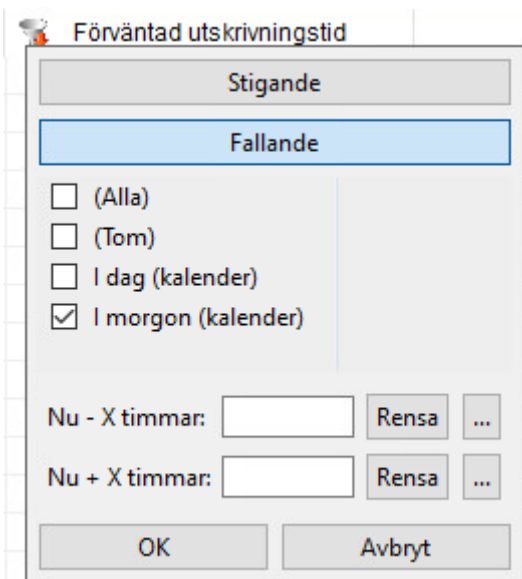 Förväntad utskrivningstid
Stigande
Fallande
(Alla)
(Tom)
I dag (kalender)
I morgon (kalender)
Nu - X timmar: Rensa ...
Nu + X timmar: Rensa ...
OK Avbryt